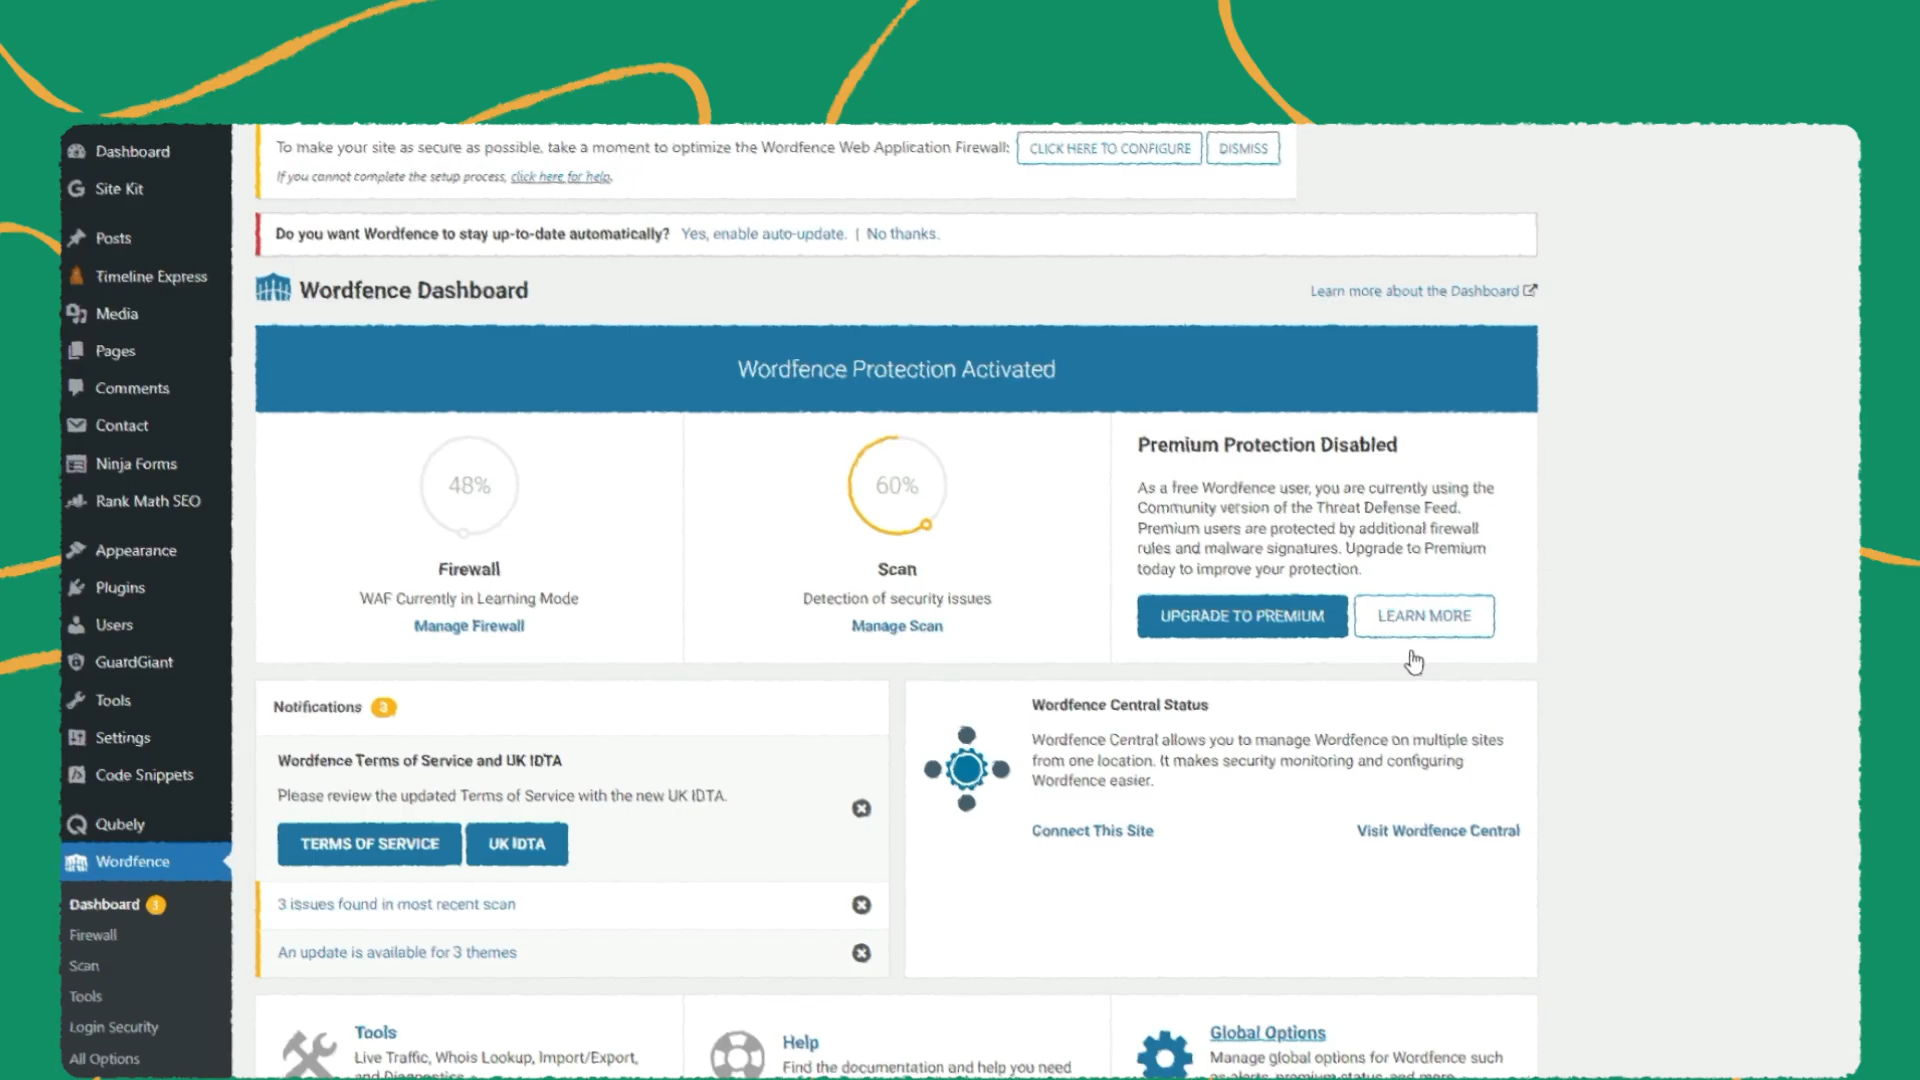 Dashboard
Site Kit
Posts
Timeline Express
Media
Pages
Comments
Contact
Ninja Forms
Rank Math SEO
Appearance
Plugins
Users
GuardGiant
Tools
Settings
Code Snippets
Qubely
Wordfence
Dashboard 3
Firewall
Scan
Tools
Login Security
All Options
To make your site as secure as possible, take a moment to optimize the Wordfence Web Application Firewall: CLICK HERE TO CONFIGURE DISMISS
If you cannot complete the setup process, click here for help.
Do you want Wordfence to stay up-to-date automatically? Yes, enable auto-update. | No thanks.
Wordfence Dashboard
Learn more about the Dashboard
Wordfence Protection Activated
48%
Firewall
WAF Currently in Learning Mode
Manage Firewall
60%
Scan
Detection of security issues
Manage Scan
Premium Protection Disabled
As a free Wordfence user, you are currently using the
Community version of the Threat Defense Feed.
Premium users are protected by additional firewall
rules and malware signatures. Upgrade to Premium
today to improve your protection.
UPGRADE TO PREMIUM LEARN MORE
Notifications 3
Wordfence Terms of Service and UK IDTA
Please review the updated Terms of Service with the new UK IDTA.
TERMS OF SERVICE UK IDTA
3 issues found in most recent scan
An update is available for 3 themes
Wordfence Central Status
Wordfence Central allows you to manage Wordfence on multiple sites
from one location. It makes security monitoring and configuring
Wordfence easier.
Connect This Site Visit Wordfence Central
Tools
Live Traffic, Whois Lookup, Import/Export,
and Diagnostics
Help
Find the documentation and help you need
Global Options
Manage global options for Wordfence such
as alerts, premium status, and more